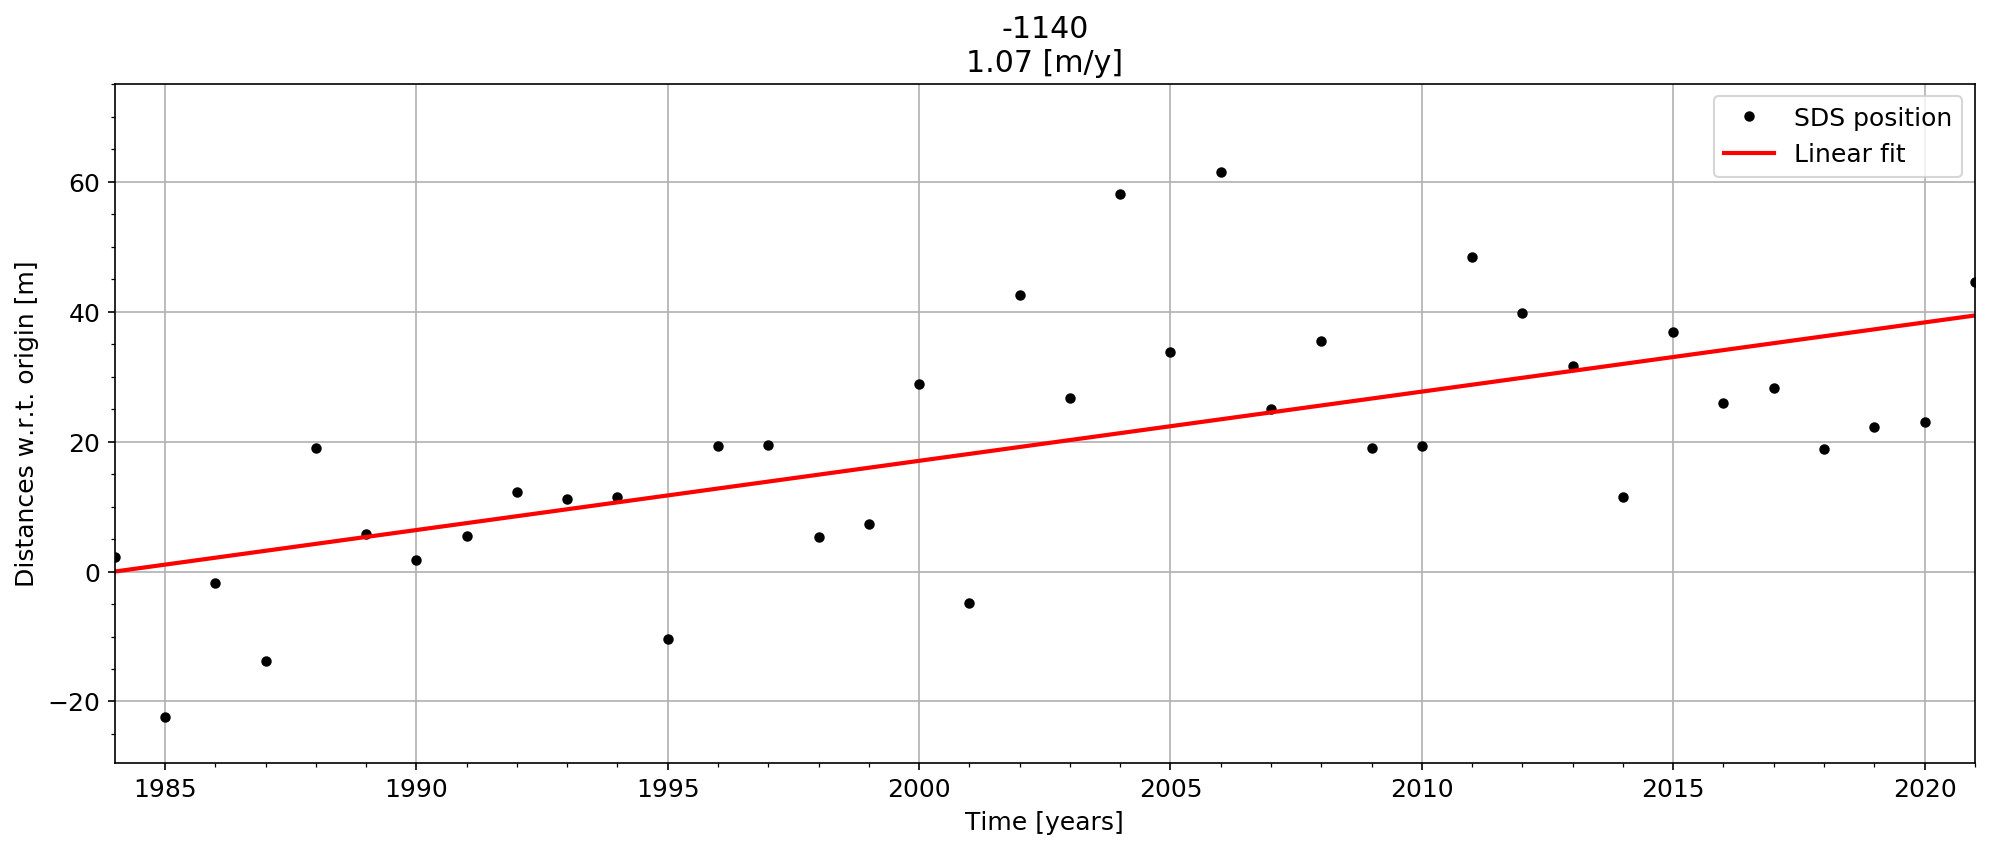 -1140
1.07 [m/y]
SDS position
Linear fit
Distances w.r.t. origin [m]
60
40
20
0
−20
1985 1990 1995 2000 2005 2010 2015 2020
Time [years]